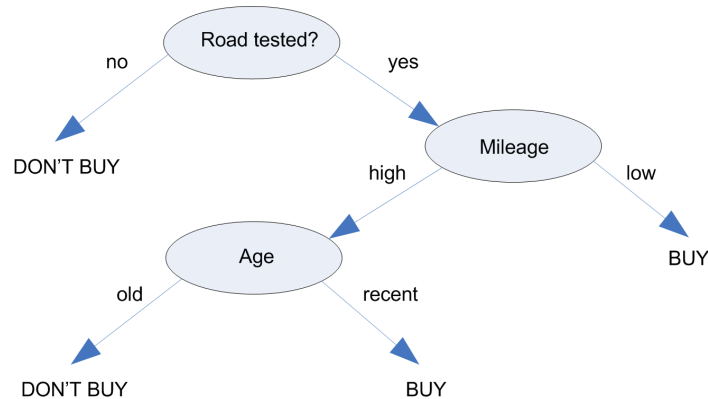 Road tested?
no
yes
DON'T BUY
Mileage
high
low
Age
BUY
old
recent
DON'T BUY
BUY